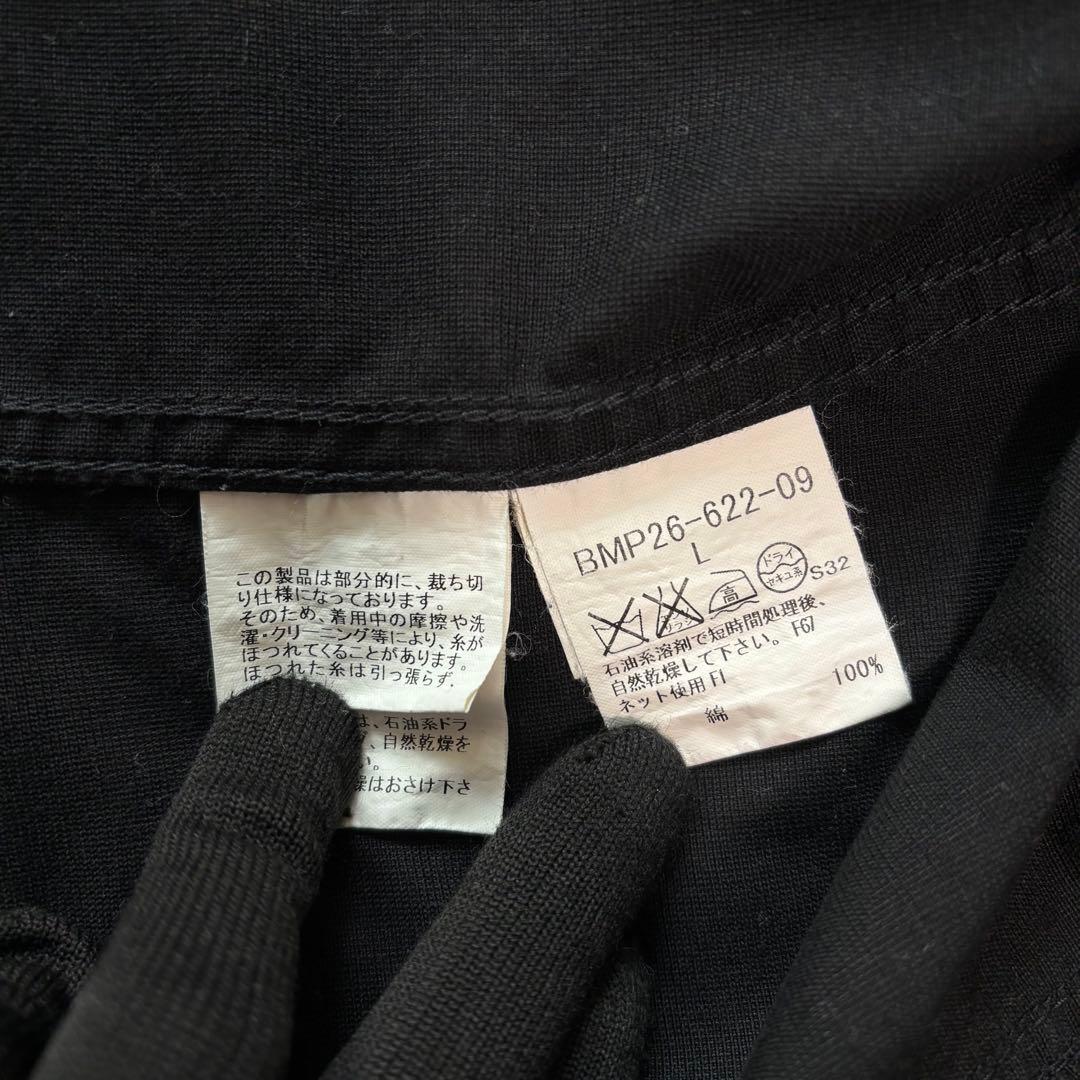 この製品は部分的に、裁ち切
り仕様になっております。
そのため、着用中の摩擦や洗
濯・クリーニング等により、糸が
ほつれてくることがあります。
ほつれた糸は引っ張らず、
は、石油系ドラ
、自然乾燥を
い。
燥はおさけ下さ
BMP26-622-09
L
高
ドライ
セキユ系
S32
石油系溶剤で短時間処理後、
自然乾燥して下さい。F67
ネット使用FI
綿 100%